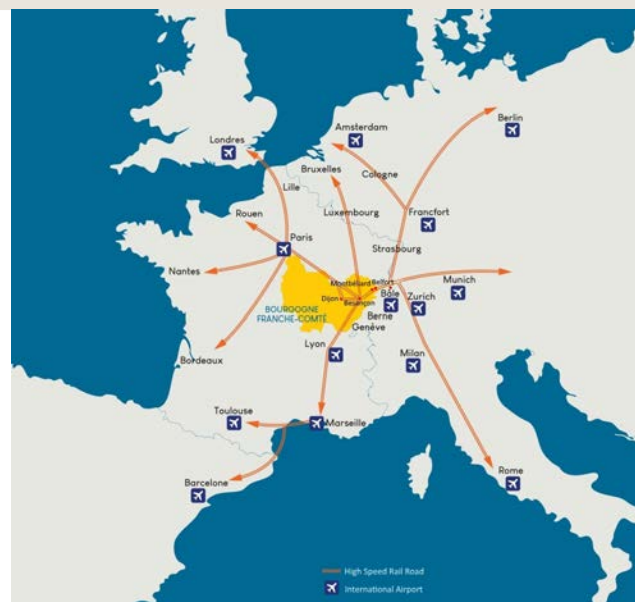 Berlin
Amsterdam
Londres
Bruxelles
Cologne
Lille
Luxembourg
Francfort
Rouen
Paris
Strasbourg
Nantes
Montbéliard
Belfort
Munich
Dijon
Besançon
Bâle
Zurich
BOURGOGNE
FRANCHE-COMTÉ
Berne
Genève
Lyon
Milan
Bordeaux
Toulouse
Marseille
Barcelone
Rome
High Speed Rail Road
International Airport